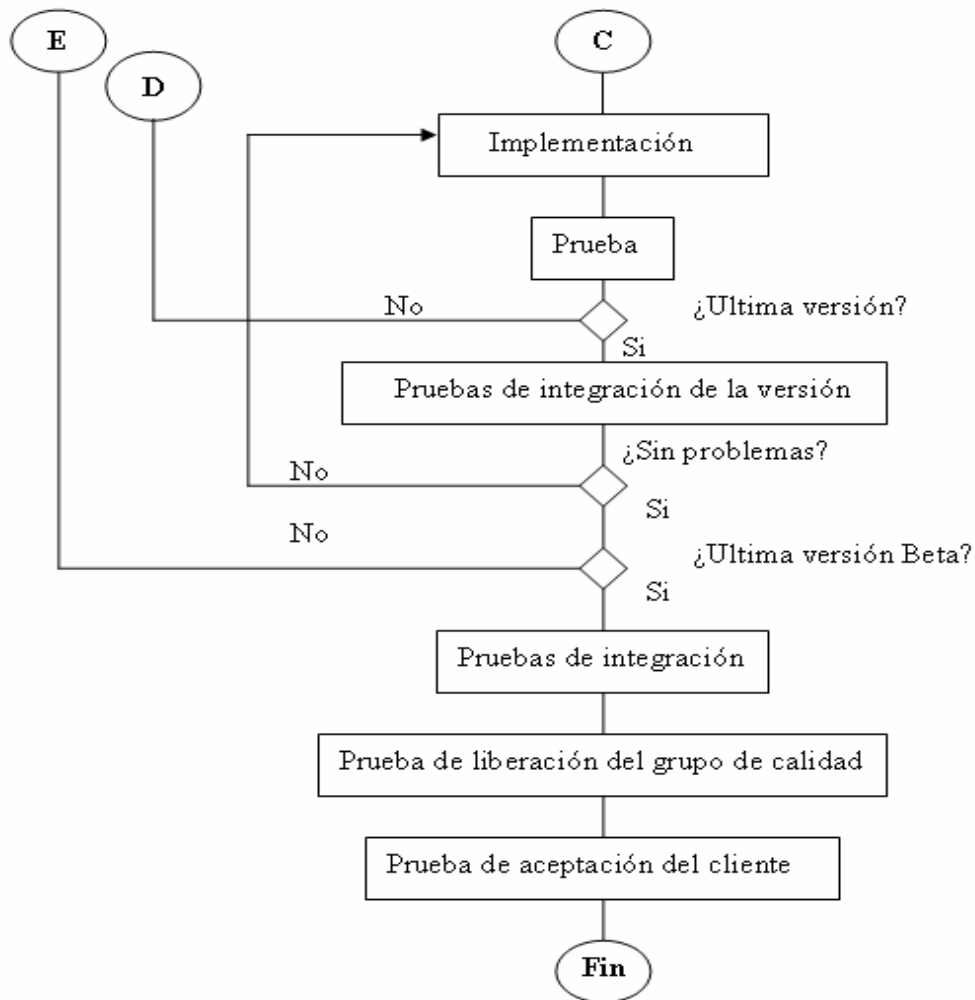 E
C
D
Implementación
Prueba
No
¿Ultima versión?
Si
Pruebas de integración de la versión
¿Sin problemas?
No
Si
No
¿Ultima versión Beta?
Si
Pruebas de integración
Prueba de liberación del grupo de calidad
Prueba de aceptación del cliente
Fin